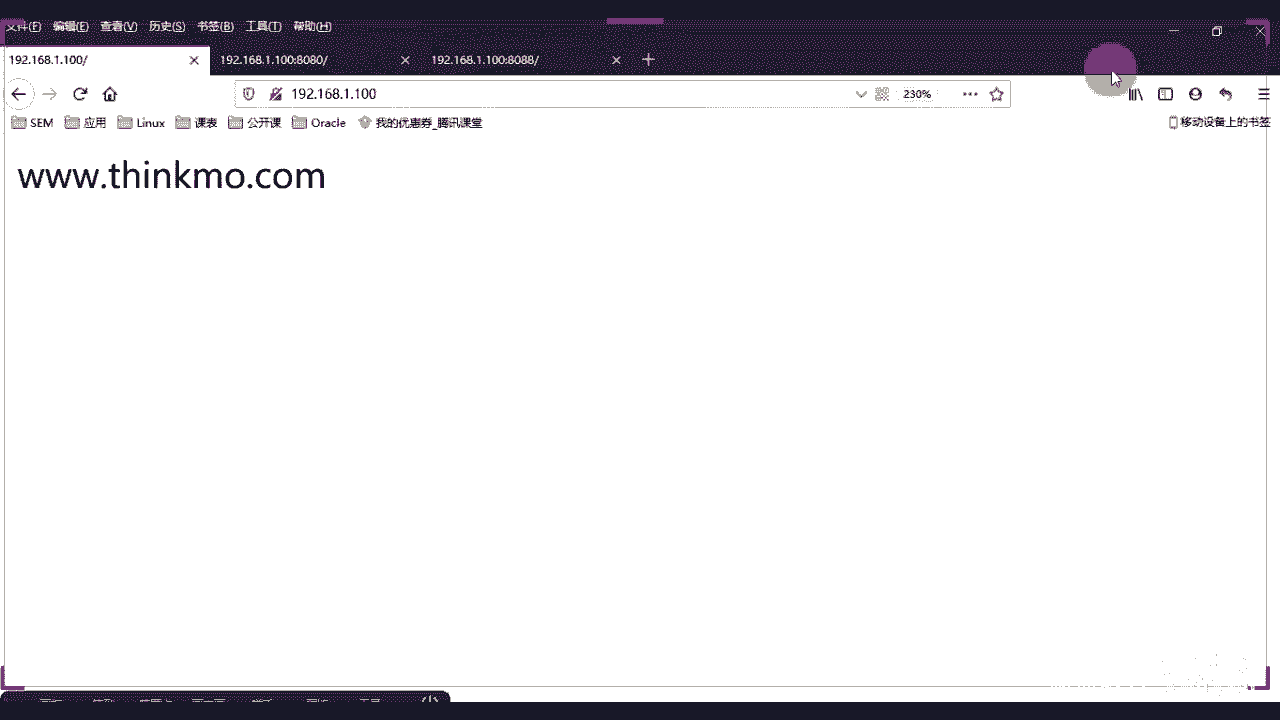 文件(F) 编辑(E) 查看(V) 历史(S) 书签(B) 工具(T) 帮助(H)
192.168.1.100/ 192.168.1.100:8080/ 192.168.1.100:8088/
192.168.1.100 230%
SEM 应用 Linux 课表 公开课 Oracle 我的优惠券_腾讯课堂 移动设备上的书签
www.thinkmo.com